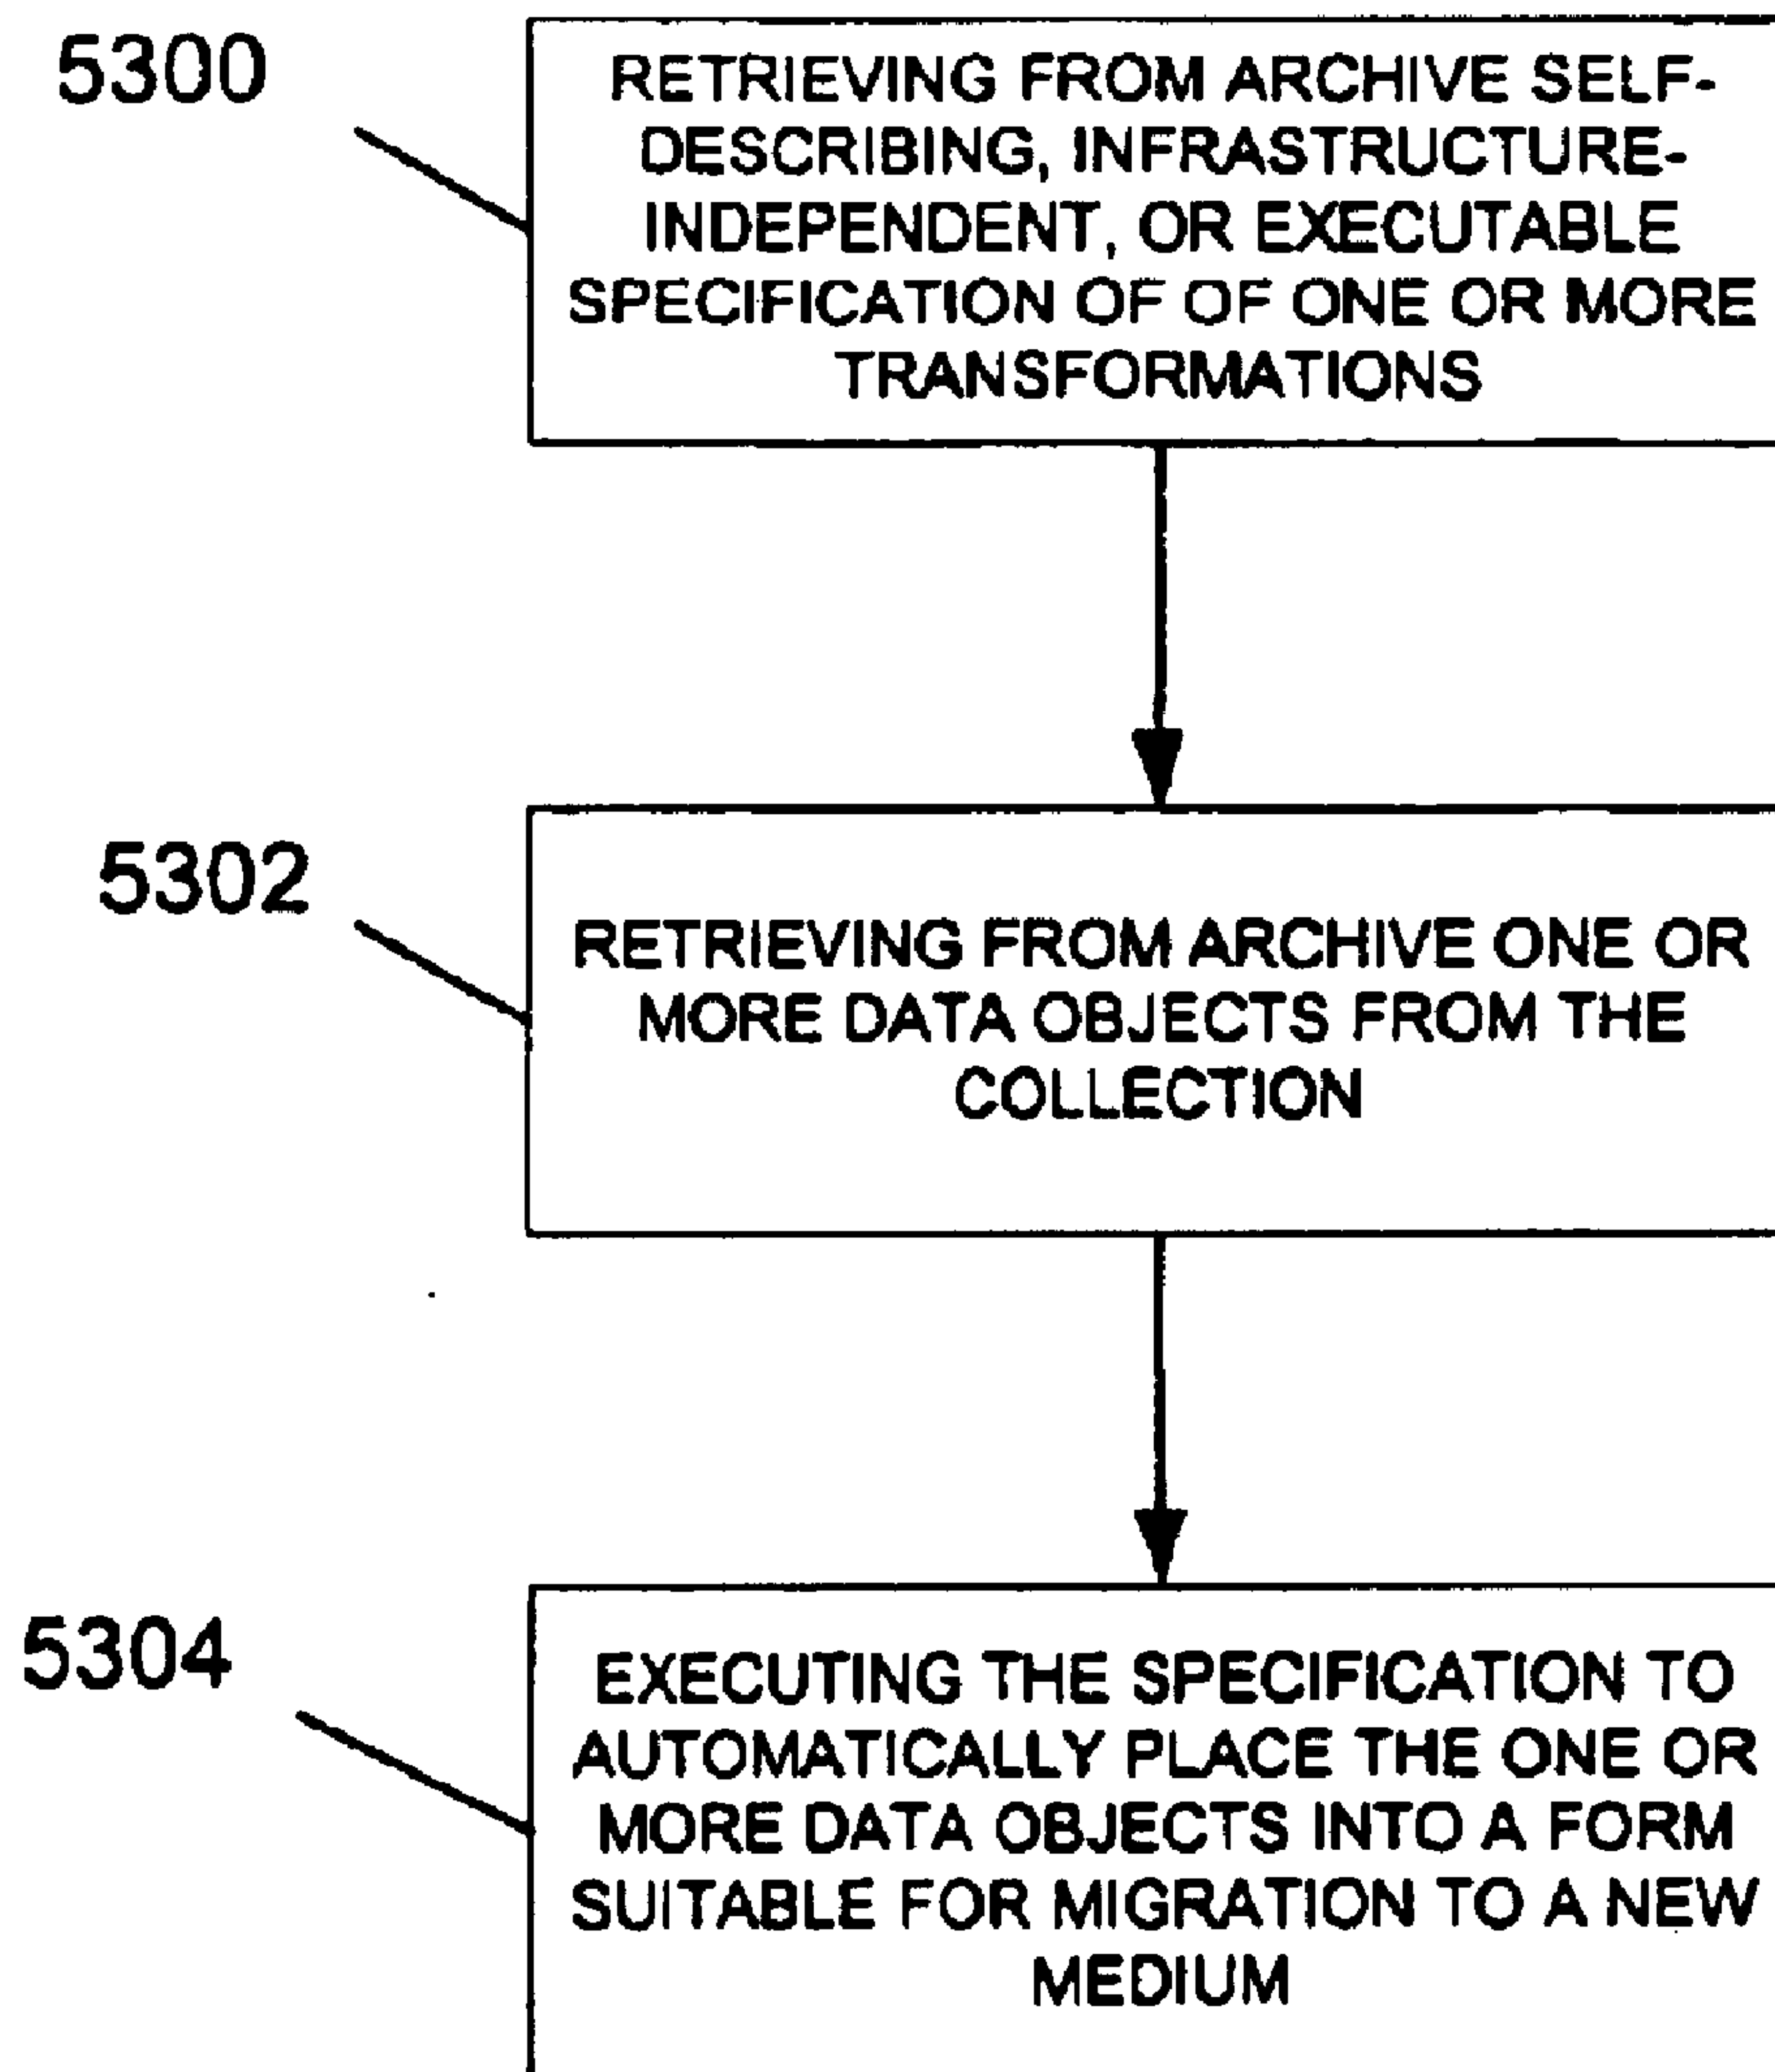 5300
RETRIEVING FROM ARCHIVE SELF-
DESCRIBING, INFRASTRUCTURE-
INDEPENDENT, OR EXECUTABLE
SPECIFICATION OF OF ONE OR MORE
TRANSFORMATIONS
5302
RETRIEVING FROM ARCHIVE ONE OR
MORE DATA OBJECTS FROM THE
COLLECTION
5304
EXECUTING THE SPECIFICATION TO
AUTOMATICALLY PLACE THE ONE OR
MORE DATA OBJECTS INTO A FORM
SUITABLE FOR MIGRATION TO A NEW
MEDIUM